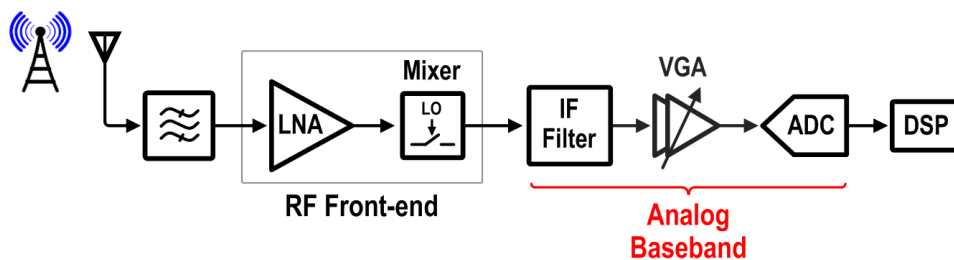 Mixer
VGA
LNA
LO
IF
Filter
ADC
DSP
RF Front-end
Analog
Baseband